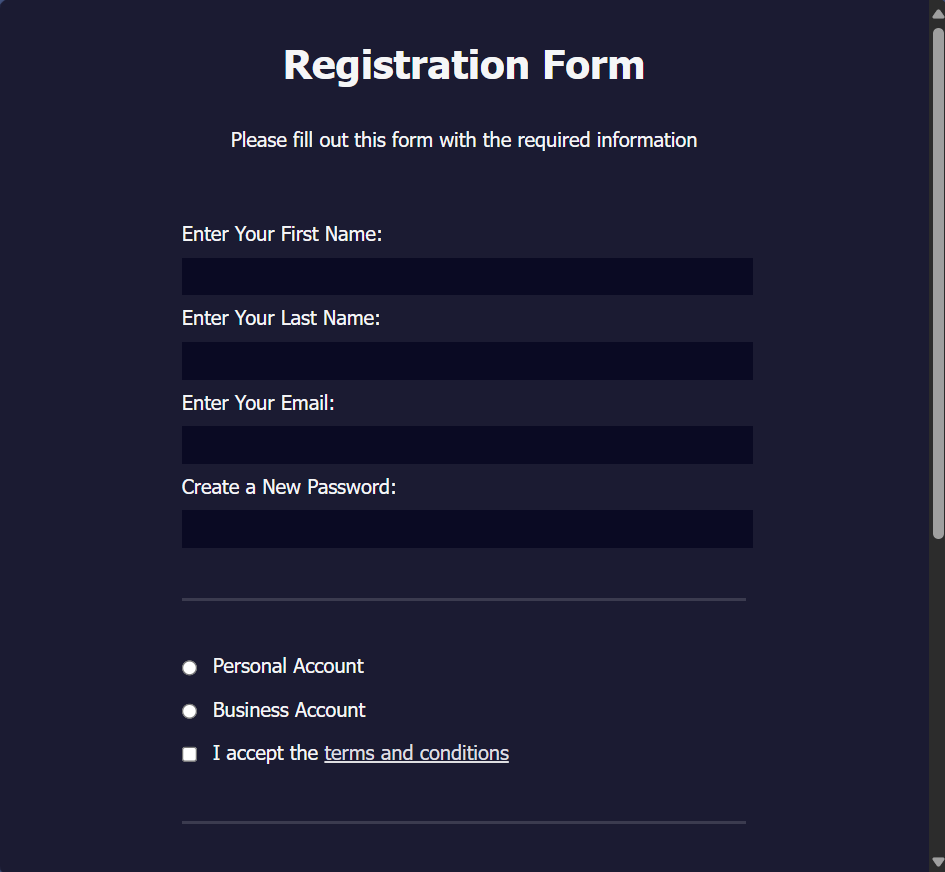 Registration Form
Please fill out this form with the required information
Enter Your First Name:
Enter Your Last Name:
Enter Your Email:
Create a New Password:
Personal Account
Business Account
I accept the terms and conditions